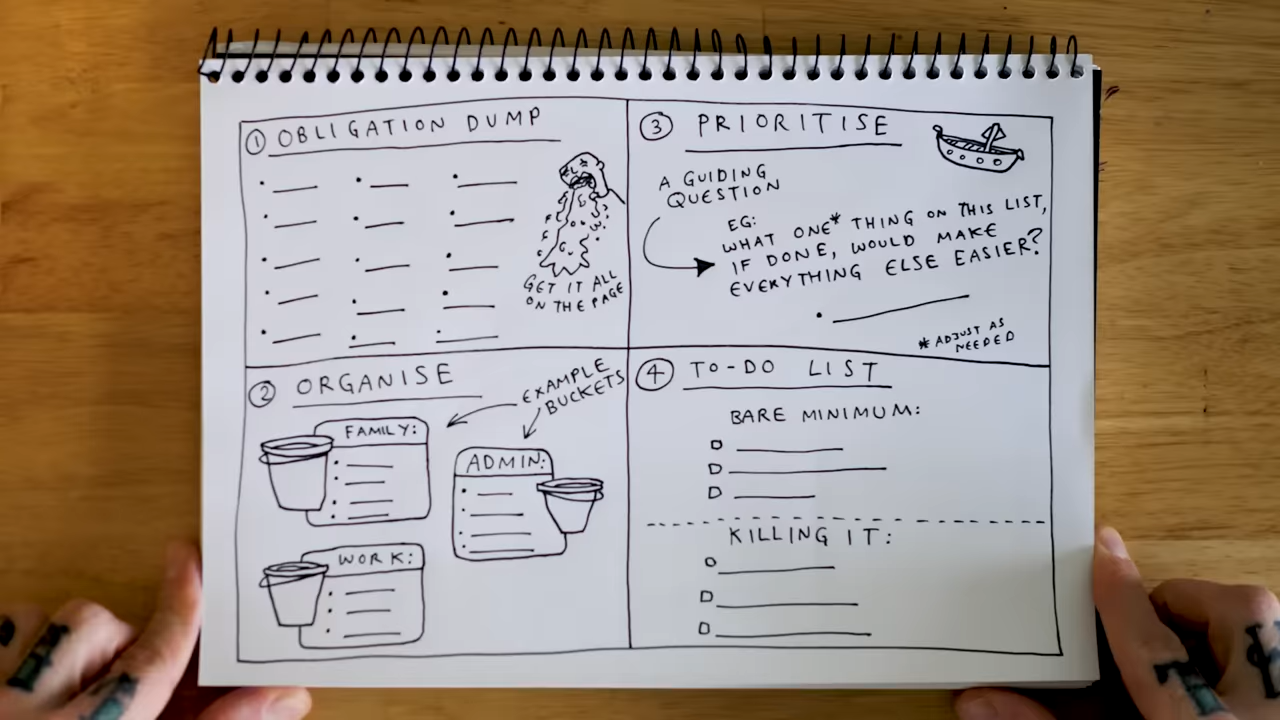 ① OBLIGATION DUMP
GET IT ALL
ON THE PAGE
② ORGANISE
EXAMPLE
BUCKETS
FAMILY:
ADMIN:
WORK:
③ PRIORITISE
A GUIDING
QUESTION
EG:
WHAT ONE* THING ON THIS LIST,
IF DONE, WOULD MAKE
EVERYTHING ELSE EASIER?
* ADJUST AS
NEEDED
④ TO-DO LIST
BARE MINIMUM:
KILLING IT: